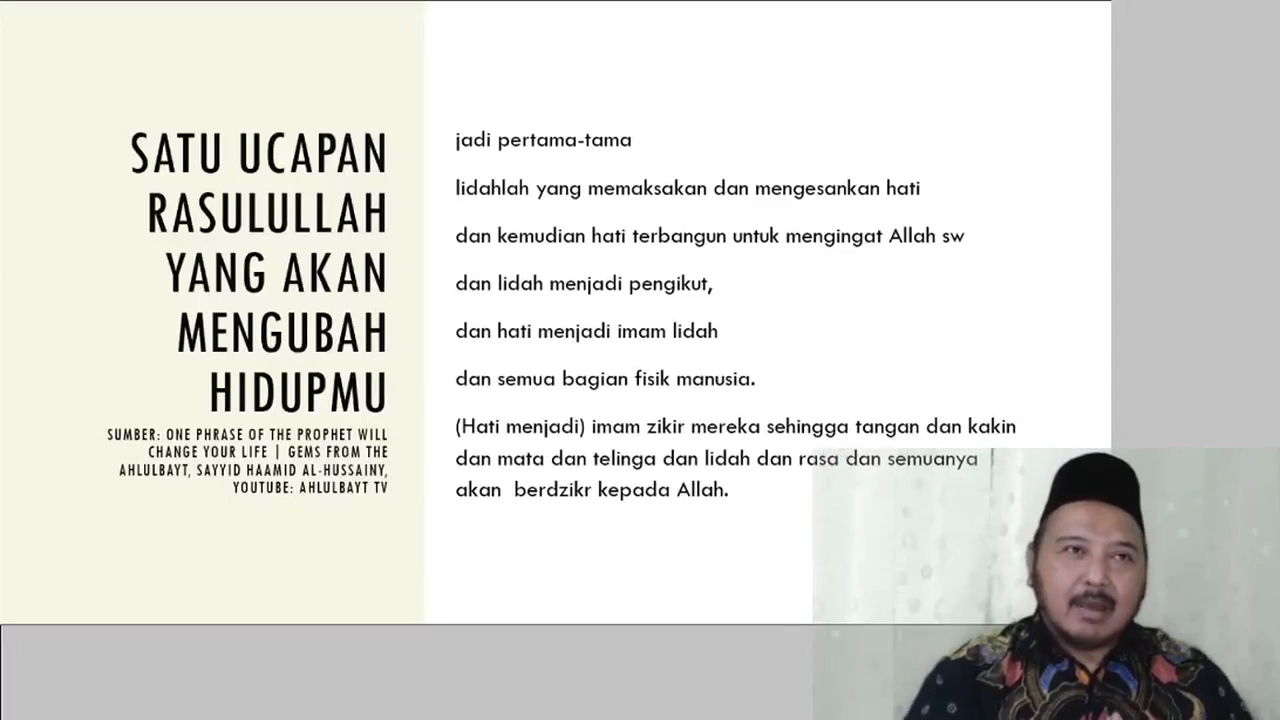 SATU UCAPAN
RASULULLAH
YANG AKAN
MENGUBAH
HIDUPMU
SUMBER: ONE PHRASE OF THE PROPHET WILL
CHANGE YOUR LIFE | GEMS FROM THE
AHLULBAYT, SAYYID HAAMID AL-HUSSAINY,
YOUTUBE: AHLULBAYT TV
jadi pertama-tama
lidahlah yang memaksakan dan mengesankan hati
dan kemudian hati terbangun untuk mengingat Allah sw
dan lidah menjadi pengikut,
dan hati menjadi imam lidah
dan semua bagian fisik manusia.
(Hati menjadi) imam zikir mereka sehingga tangan dan kakin
dan mata dan telinga dan lidah dan rasa dan semuanya
akan  berdzikr kepada Allah.